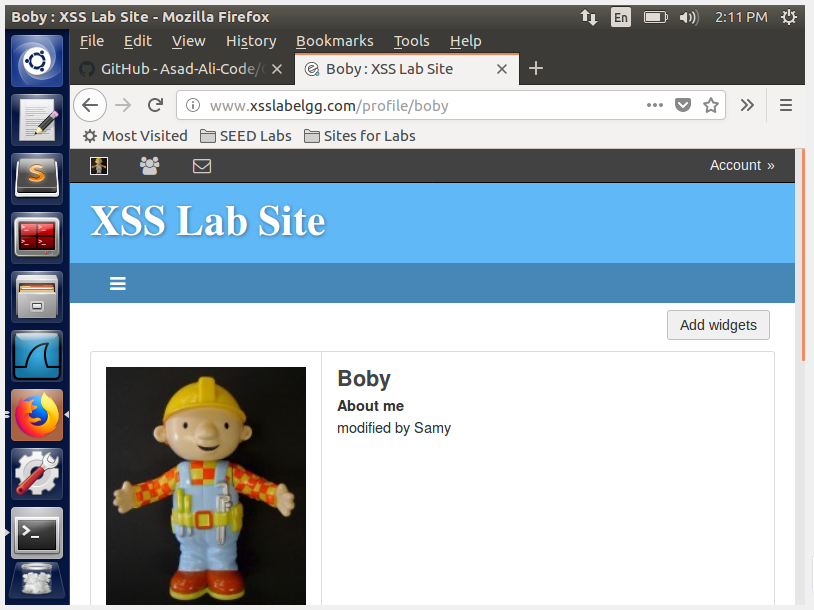 Boby : XSS Lab Site - Mozilla Firefox
En
2:11 PM
File Edit View History Bookmarks Tools Help
GitHub - Asad-Ali-Code/
Boby : XSS Lab Site
www.xsslabelgg.com/profile/boby
Most Visited SEED Labs Sites for Labs
Account »
XSS Lab Site
Add widgets
Boby
About me
modified by Samy